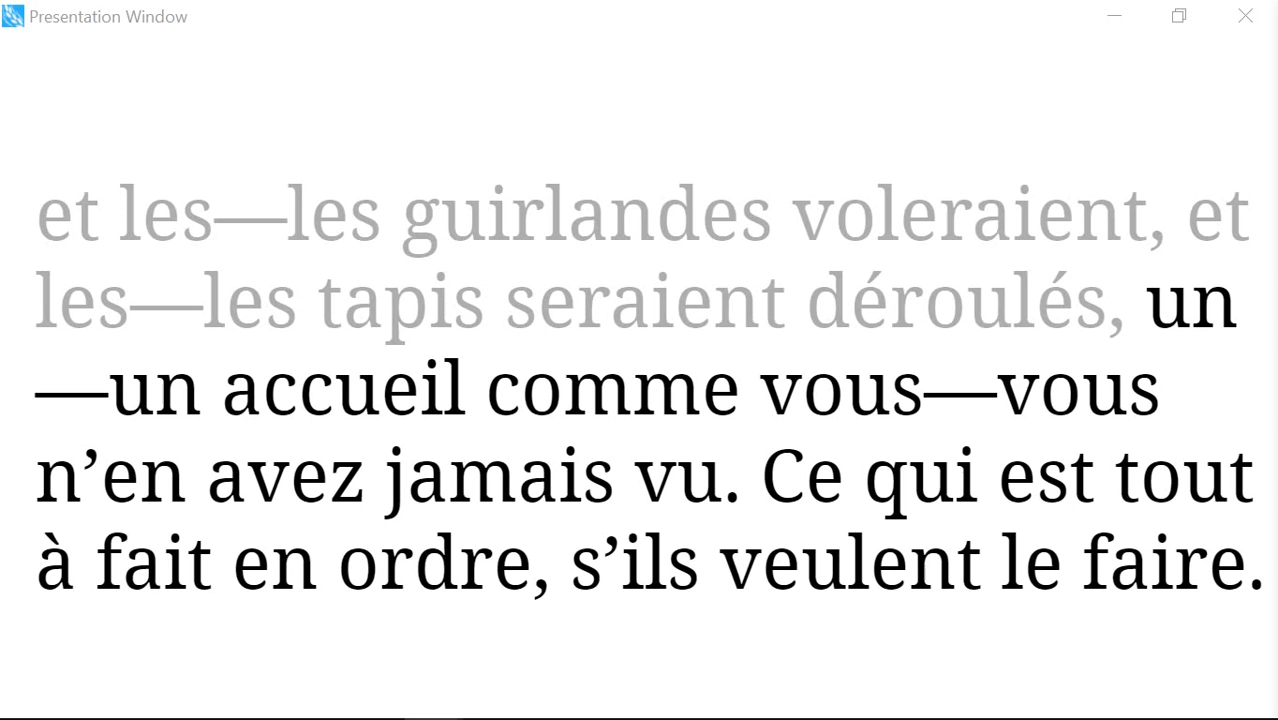 Presentation Window
et les—les guirlandes voleraient, et
les—les tapis seraient déroulés, un
—un accueil comme vous—vous
n’en avez jamais vu. Ce qui est tout
à fait en ordre, s’ils veulent le faire.